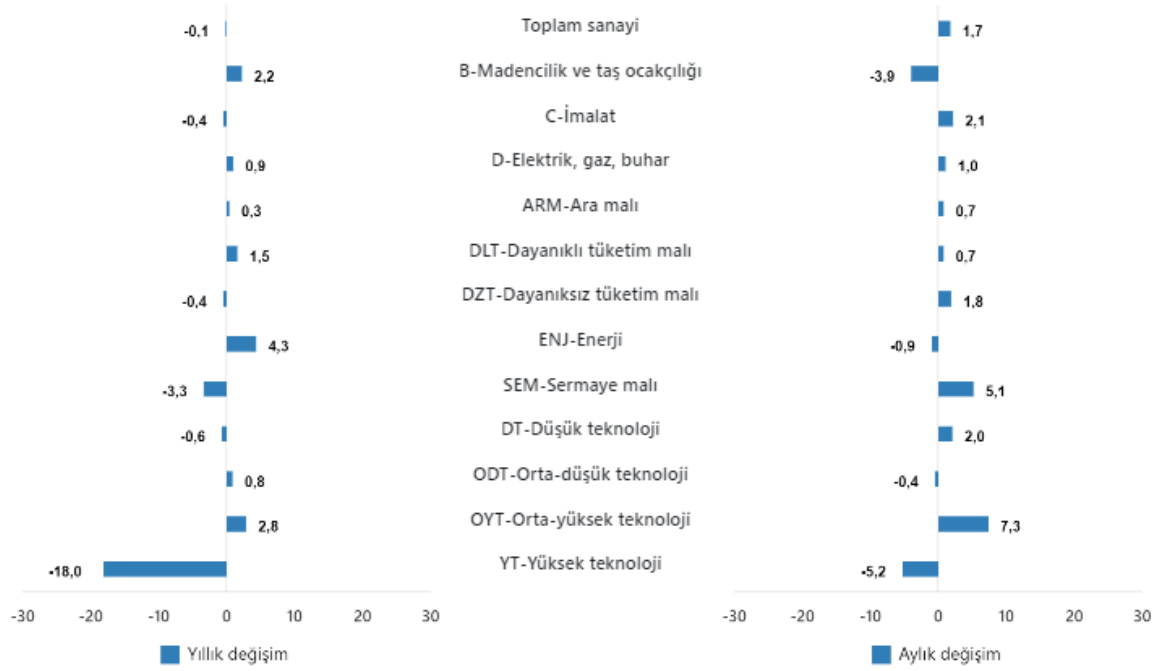 -0,1 Toplam sanayi 1,7
2,2 B-Madencilik ve taş ocakçılığı -3,9
-0,4 C-İmalat 2,1
0,9 D-Elektrik, gaz, buhar 1,0
0,3 ARM-Ara malı 0,7
1,5 DLT-Dayanıklı tüketim malı 0,7
-0,4 DZT-Dayanıksız tüketim malı 1,8
4,3 ENJ-Enerji -0,9
-3,3 SEM-Sermaye malı 5,1
-0,6 DT-Düşük teknoloji 2,0
0,8 ODT-Orta-düşük teknoloji -0,4
2,8 OYT-Orta-yüksek teknoloji 7,3
-18,0 YT-Yüksek teknoloji -5,2
-30 -20 -10 0 10 20 30 -30 -20 -10 0 10 20 30
Yıllık değişim Aylık değişim